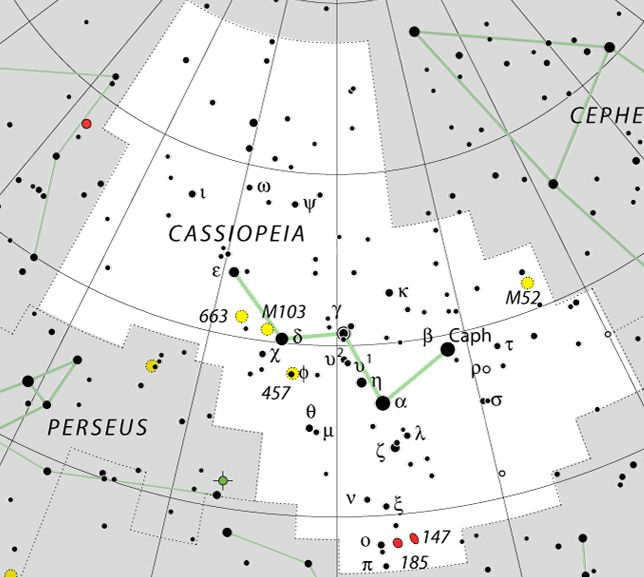 CEPHE
ι
ω
ψ
CASSIOPEIA
ε
κ
M52
663
M103
γ
δ
β
Caph
τ
χ
υ²
υ¹
ρ
457
ϕ
η
α
σ
PERSEUS
θ
μ
λ
ζ
ν
ξ
ο
147
π
185